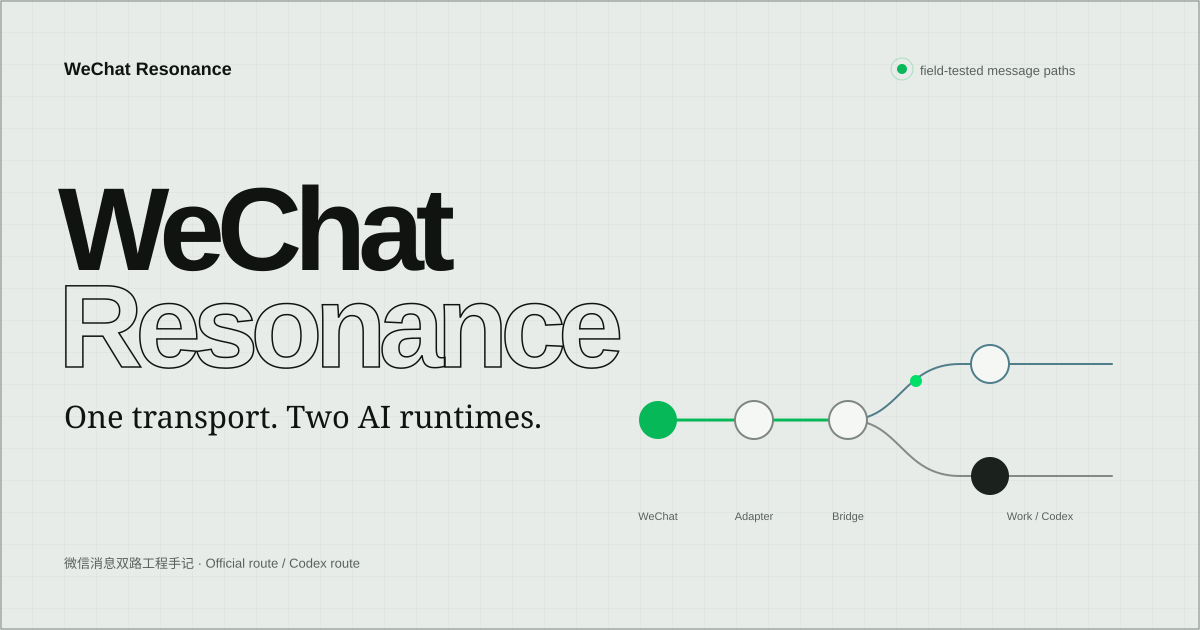 WeChat Resonance
field-tested message paths
WeChat
Resonance
One transport. Two AI runtimes.
WeChat
Adapter
Bridge
Work / Codex
微信消息双路工程手记 · Official route / Codex route